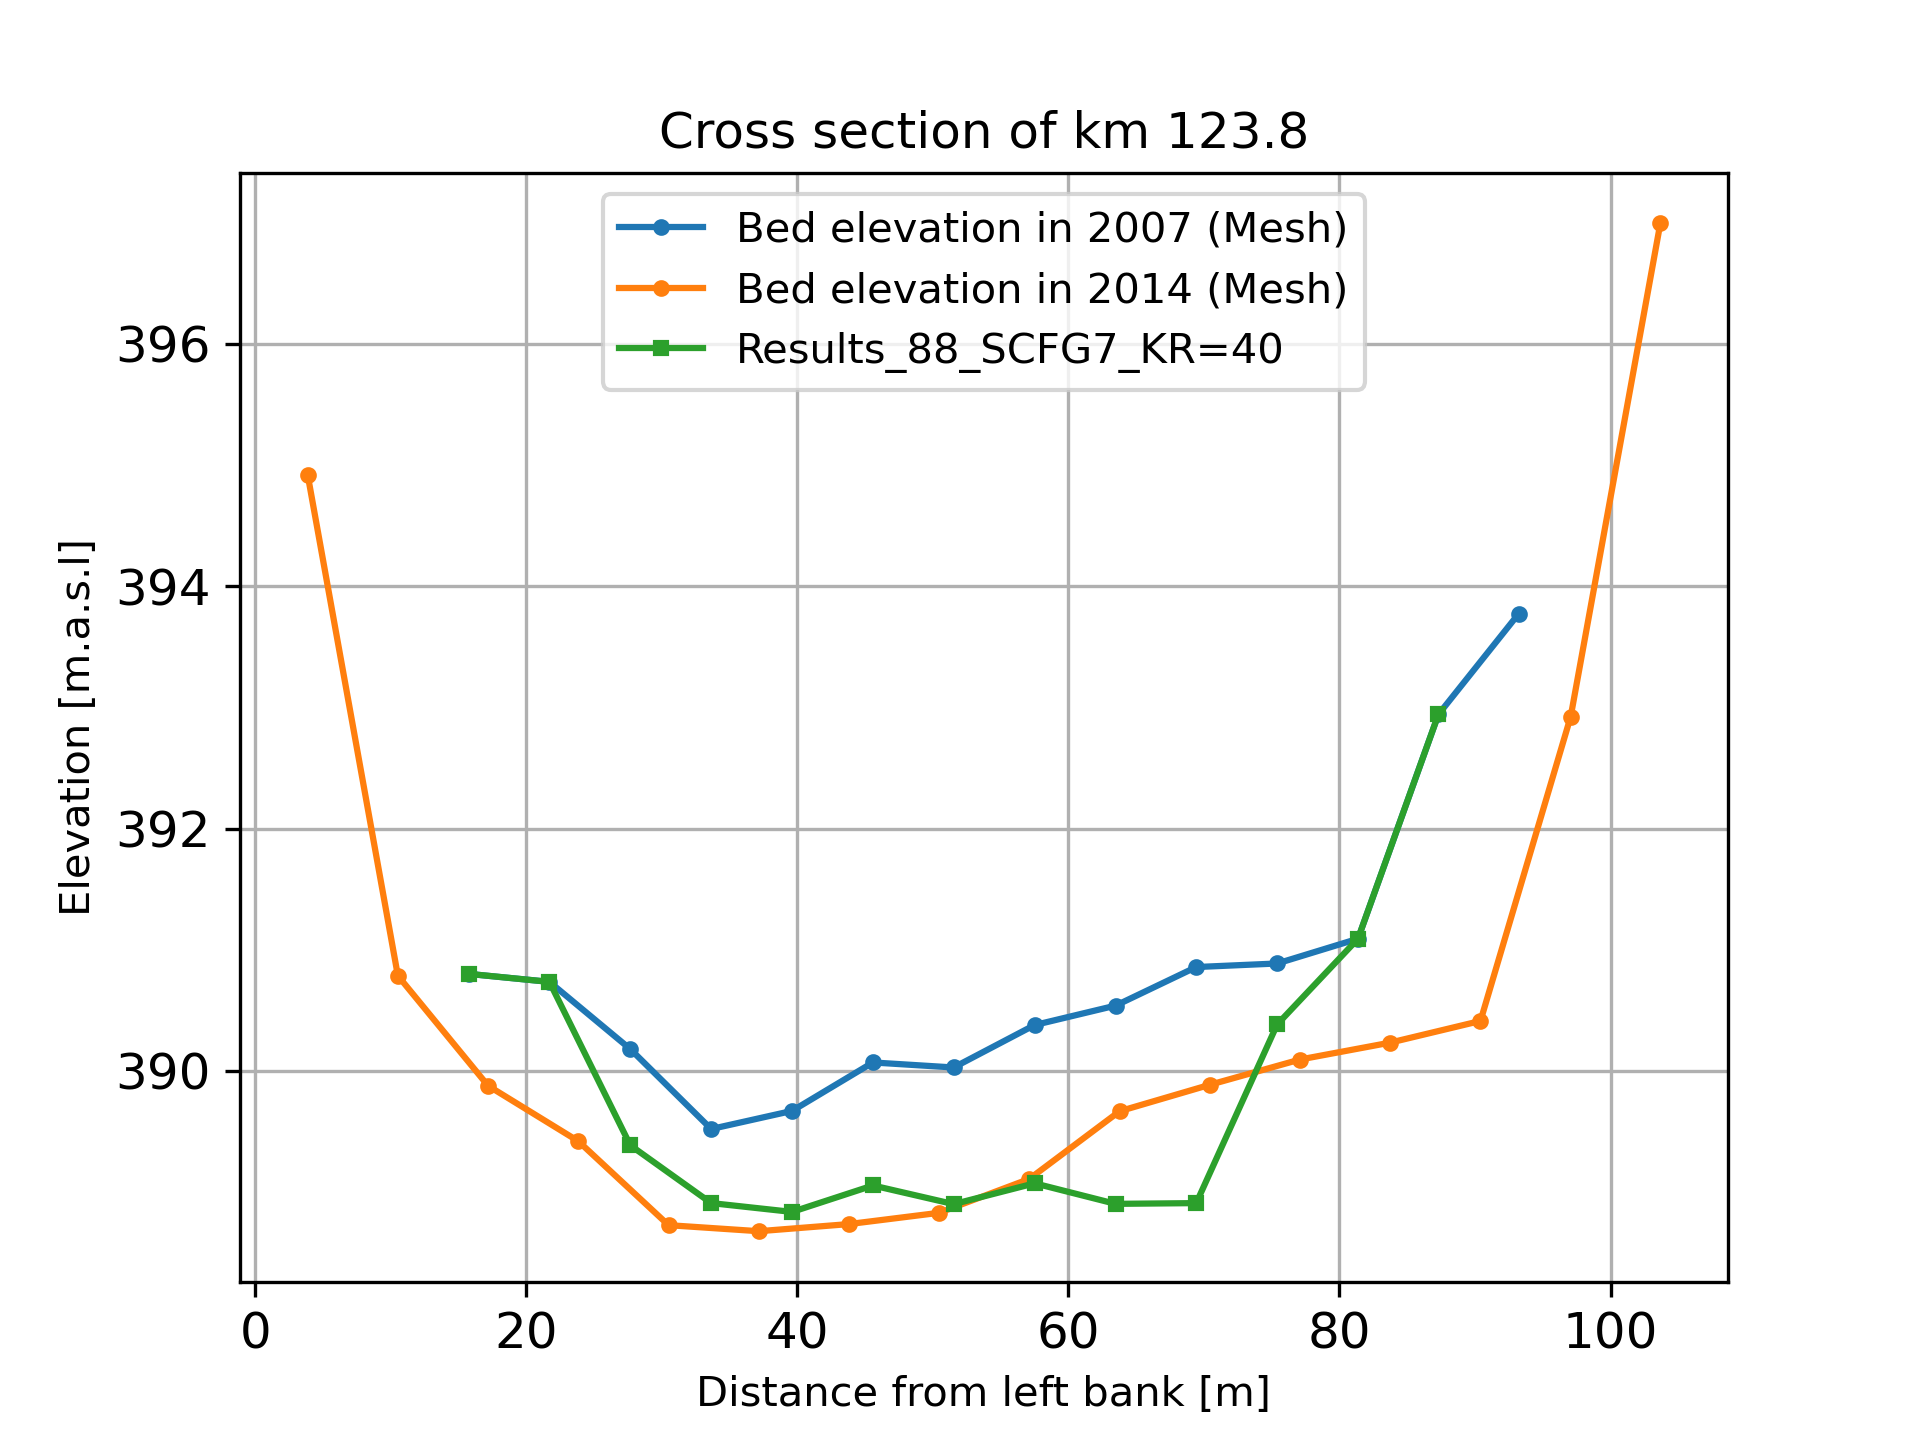 Cross section of km 123.8
Bed elevation in 2007 (Mesh)
Bed elevation in 2014 (Mesh)
Results_88_SCFG7_KR=40
396
394
392
390
Elevation [m.a.s.l]
0 20 40 60 80 100
Distance from left bank [m]